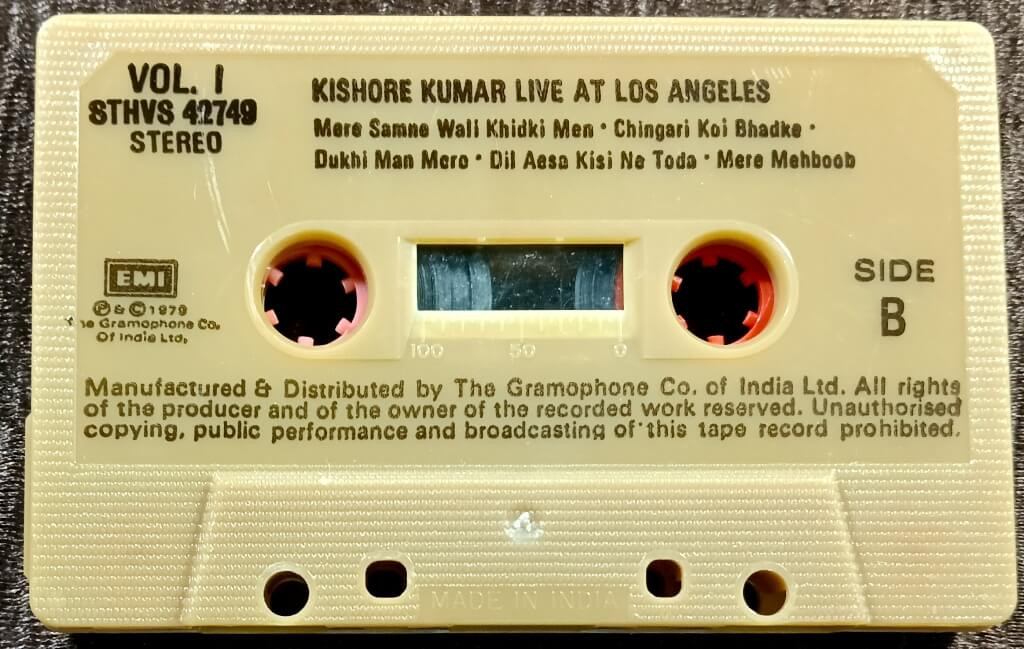 VOL. I
STHVS 42749
STEREO
KISHORE KUMAR LIVE AT LOS ANGELES
Mere Samne Wali Khidki Men • Chingari Koi Bhadke •
Dukhi Man Mero • Dil Aesa Kisi Ne Toda • Mere Mehboob
EMI
℗ & © 1979
The Gramophone Co.
Of India Ltd.
SIDE
B
100 50 0
Manufactured & Distributed by The Gramophone Co. of India Ltd. All rights
of the producer and of the owner of the recorded work reserved. Unauthorised
copying, public performance and broadcasting of this tape record prohibited.
MADE IN INDIA